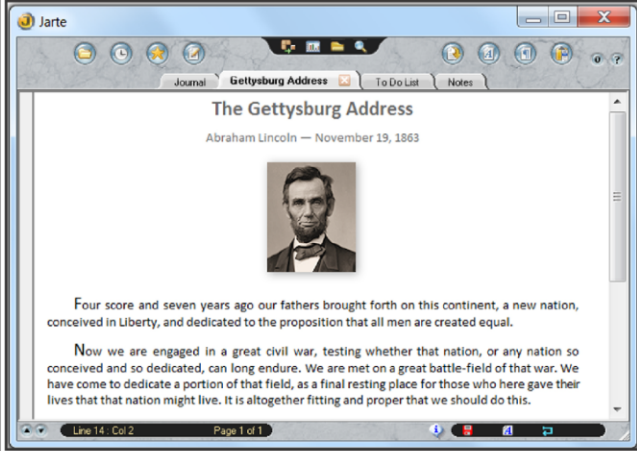 Jarte
Journal
Gettysburg Address
To Do List
Notes
The Gettysburg Address
Abraham Lincoln — November 19, 1863
Four score and seven years ago our fathers brought forth on this continent, a new nation,
conceived in Liberty, and dedicated to the proposition that all men are created equal.
Now we are engaged in a great civil war, testing whether that nation, or any nation so
conceived and so dedicated, can long endure. We are met on a great battle-field of that war. We
have come to dedicate a portion of that field, as a final resting place for those who here gave their
lives that that nation might live. It is altogether fitting and proper that we should do this.
Line 14 : Col 2
Page 1 of 1